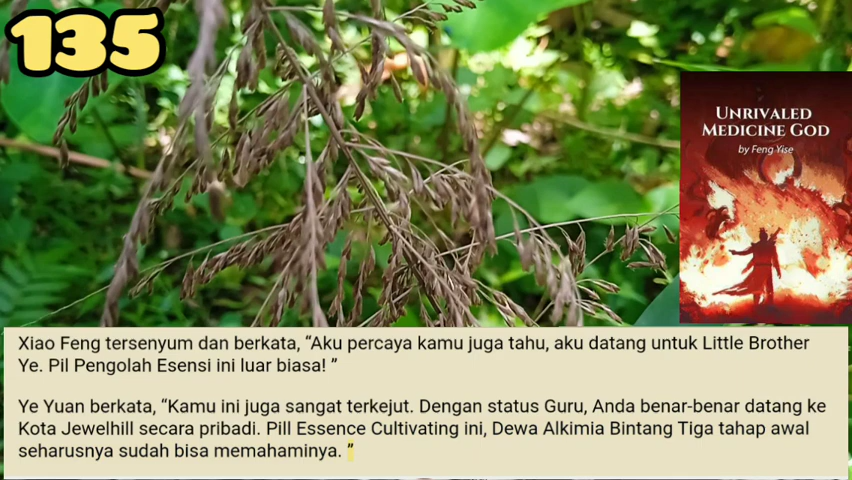 135
UNRIVALED
MEDICINE GOD
by Feng Yise
Xiao Feng tersenyum dan berkata, “Aku percaya kamu juga tahu, aku datang untuk Little Brother
Ye. Pil Pengolah Esensi ini luar biasa! ”
Ye Yuan berkata, “Kamu ini juga sangat terkejut. Dengan status Guru, Anda benar-benar datang ke
Kota Jewelhill secara pribadi. Pill Essence Cultivating ini, Dewa Alkimia Bintang Tiga tahap awal
seharusnya sudah bisa memahaminya. ”